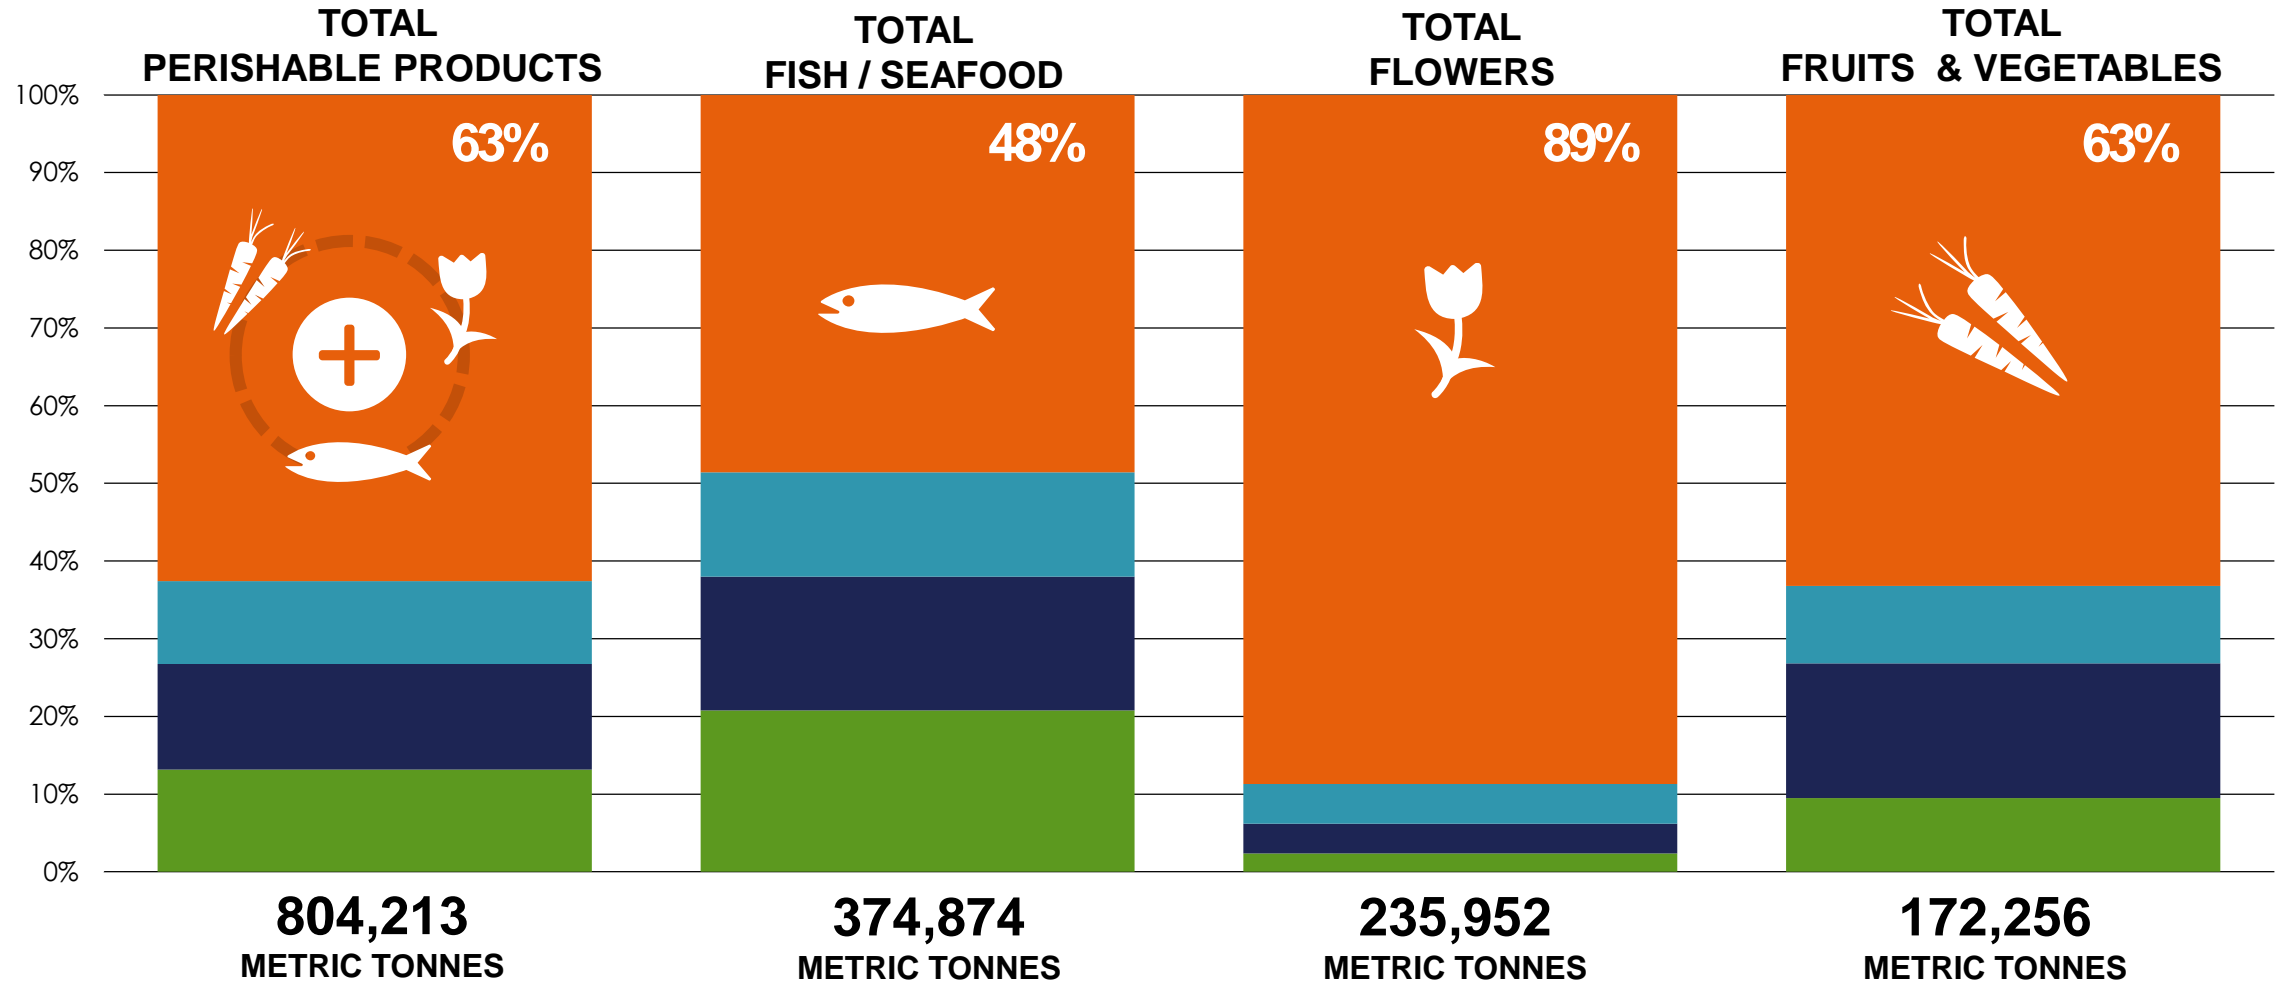 TOTAL
PERISHABLE PRODUCTS
TOTAL
FISH / SEAFOOD
TOTAL
FLOWERS
TOTAL
FRUITS & VEGETABLES
100%
90%
80%
70%
60%
50%
40%
30%
20%
10%
0%
63%
48%
89%
63%
804,213
METRIC TONNES
374,874
METRIC TONNES
235,952
METRIC TONNES
172,256
METRIC TONNES